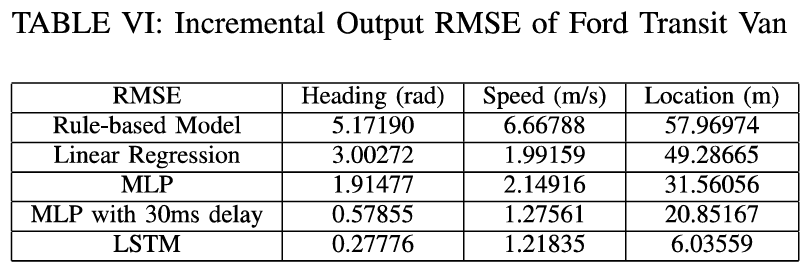 TABLE VI: Incremental Output RMSE of Ford Transit Van
RMSE Heading (rad) Speed (m/s) Location (m)
Rule-based Model 5.17190 6.66788 57.96974
Linear Regression 3.00272 1.99159 49.28665
MLP 1.91477 2.14916 31.56056
MLP with 30ms delay 0.57855 1.27561 20.85167
LSTM 0.27776 1.21835 6.03559